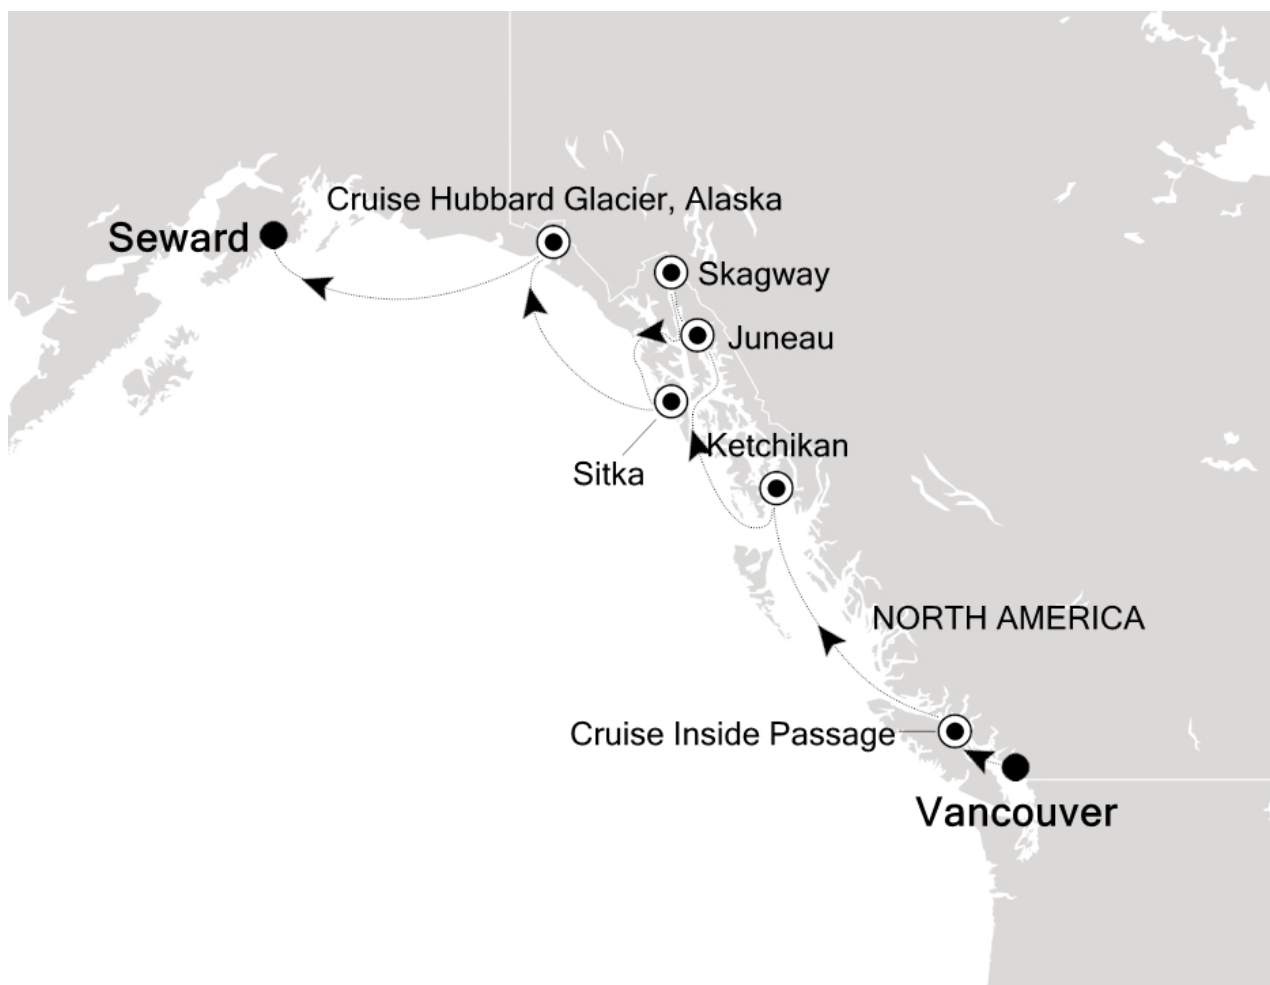 Cruise Hubbard Glacier, Alaska
Seward
Skagway
Juneau
Ketchikan
Sitka
NORTH AMERICA
Cruise Inside Passage
Vancouver